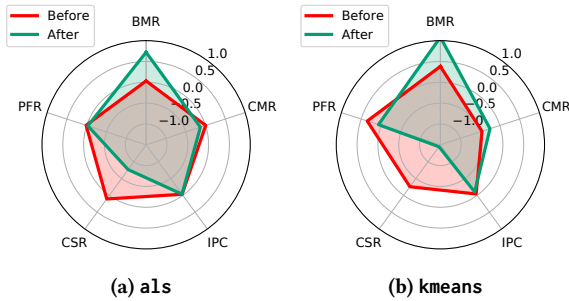 Before
After
BMR
1.0
0.5
0.0
−0.5
−1.0
CMR
PFR
CSR
IPC
(a) als
Before
After
BMR
1.0
0.5
0.0
−0.5
−1.0
CMR
PFR
CSR
IPC
(b) kmeans